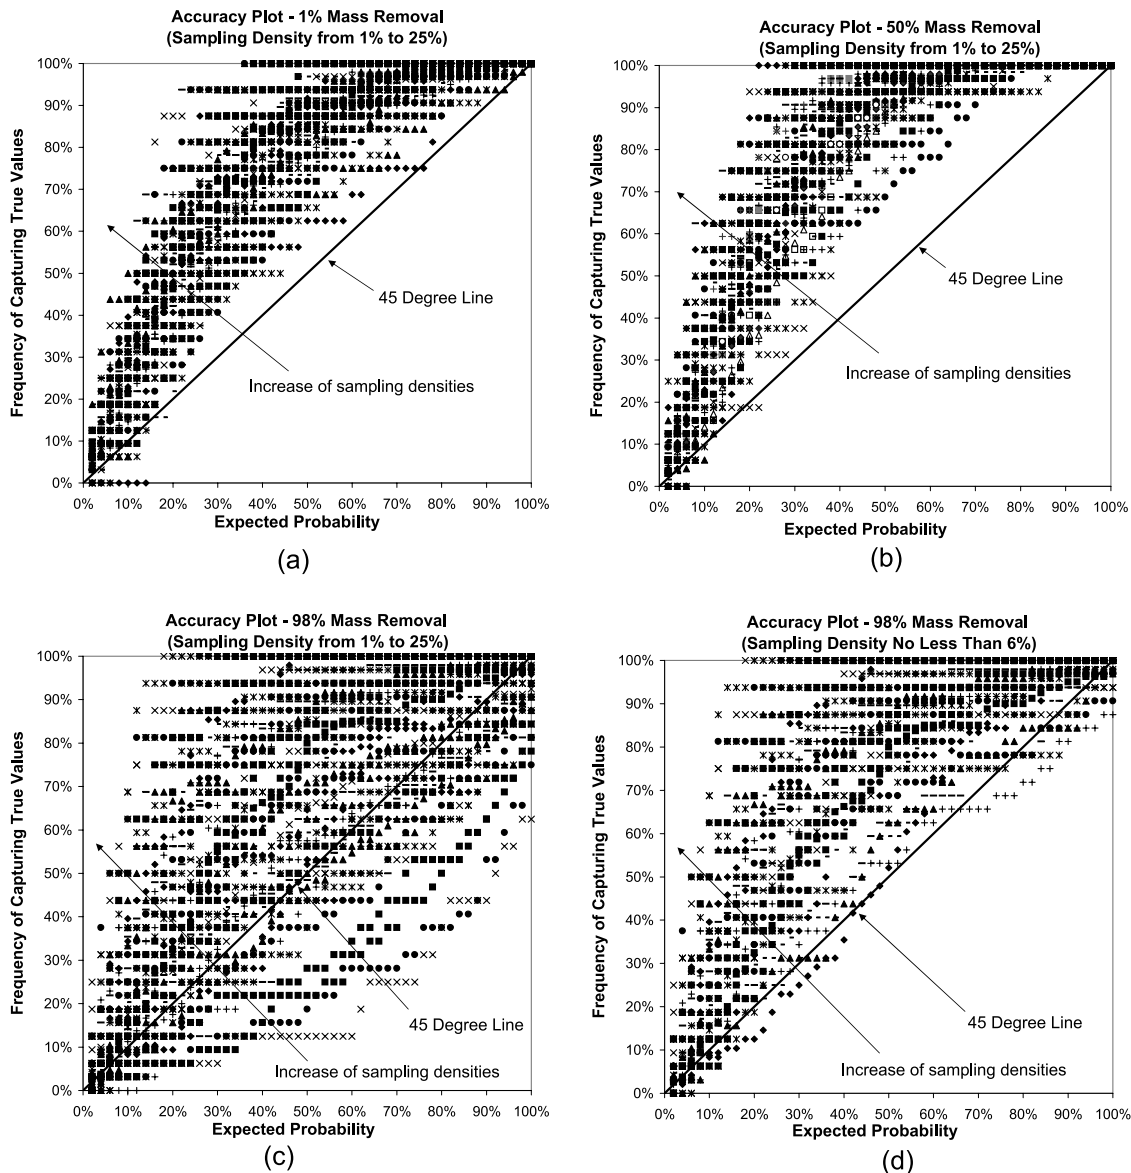 Accuracy Plot - 1% Mass Removal
(Sampling Density from 1% to 25%)
Frequency of Capturing True Values
100%
90%
80%
70%
60%
50%
40%
30%
20%
10%
0%
45 Degree Line
Increase of sampling densities
0% 10% 20% 30% 40% 50% 60% 70% 80% 90% 100%
Expected Probability
(a)
Accuracy Plot - 50% Mass Removal
(Sampling Density from 1% to 25%)
Frequency of Capturing True Values
100%
90%
80%
70%
60%
50%
40%
30%
20%
10%
0%
45 Degree Line
Increase of sampling densities
0% 10% 20% 30% 40% 50% 60% 70% 80% 90% 100%
Expected Probability
(b)
Accuracy Plot - 98% Mass Removal
(Sampling Density from 1% to 25%)
Frequency of Capturing True Values
100%
90%
80%
70%
60%
50%
40%
30%
20%
10%
0%
45 Degree Line
Increase of sampling densities
0% 10% 20% 30% 40% 50% 60% 70% 80% 90% 100%
Expected Probability
(c)
Accuracy Plot - 98% Mass Removal
(Sampling Density No Less Than 6%)
Frequency of Capturing True Values
100%
90%
80%
70%
60%
50%
40%
30%
20%
10%
0%
45 Degree Line
Increase of sampling densities
0% 10% 20% 30% 40% 50% 60% 70% 80% 90% 100%
Expected Probability
(d)